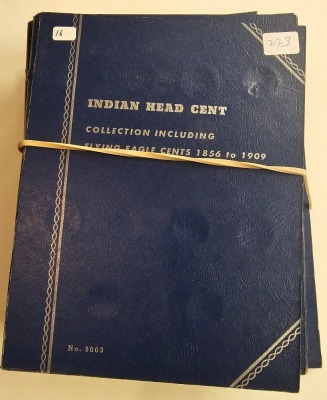 16
223
INDIAN HEAD CENT
COLLECTION INCLUDING
FLYING EAGLE CENTS 1856 to 1909
No. 9003